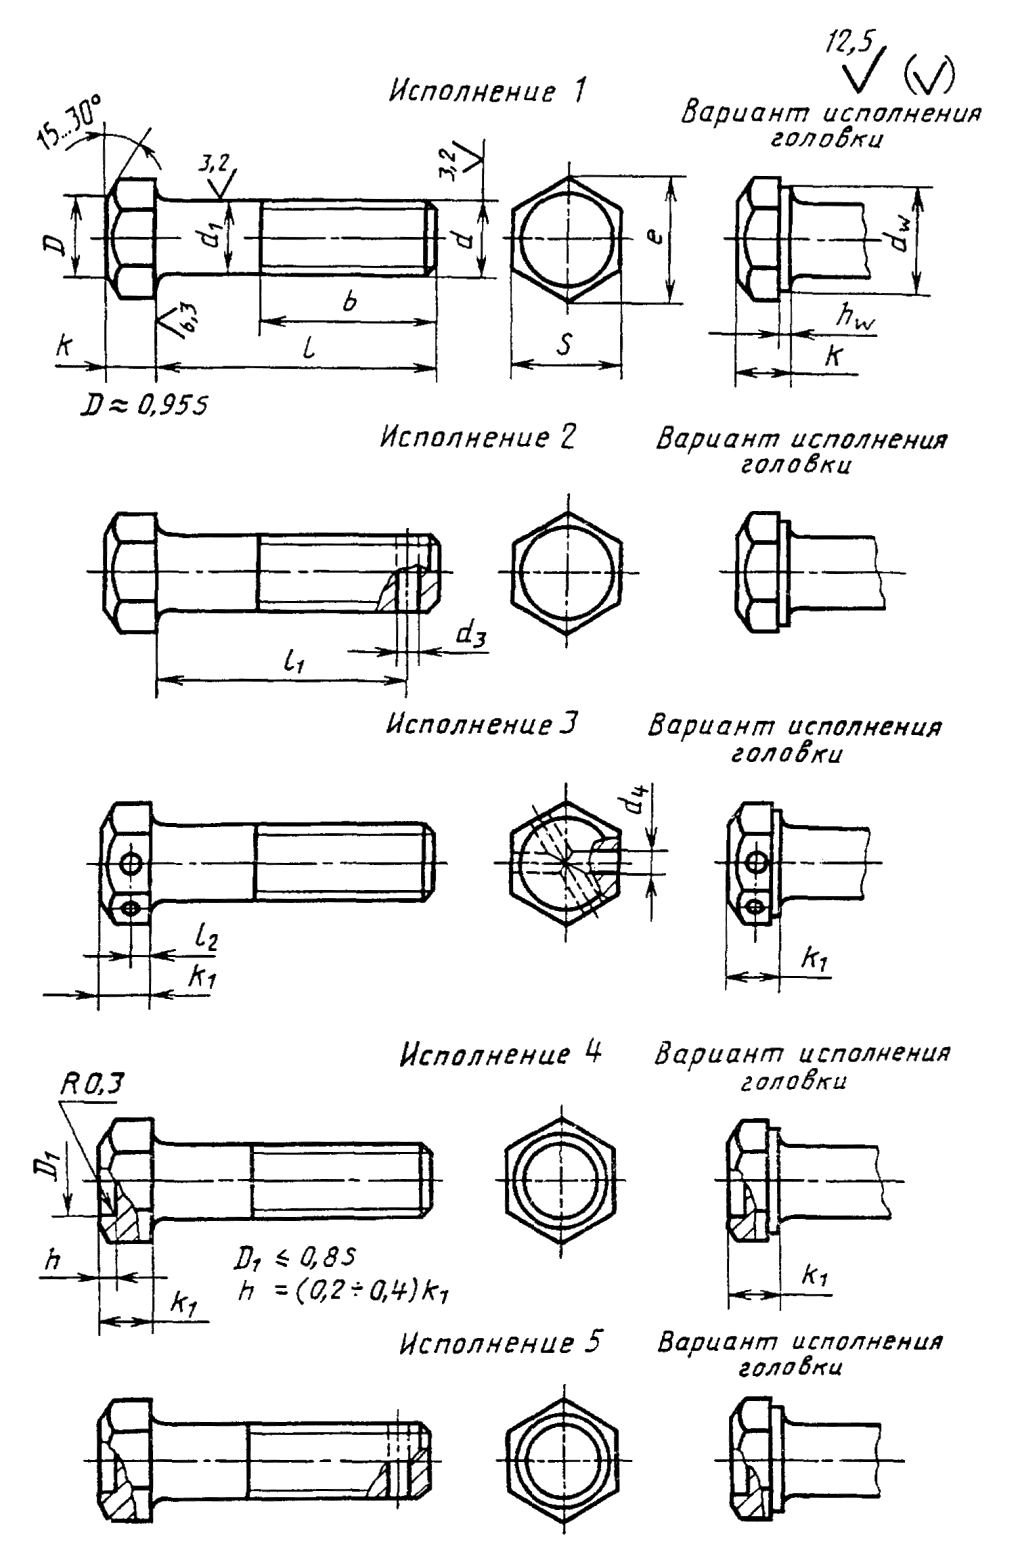 12,5 (√)
Исполнение 1
Вариант исполнения
головки
15...30°
3,2
3,2
D
d₁
d
e
dw
6,3
b
hw
k
l
S
k
D ≈ 0,95S
Исполнение 2
Вариант исполнения
головки
d₃
l₁
Исполнение 3
Вариант исполнения
головки
d₄
l₂
k₁
k₁
Исполнение 4
Вариант исполнения
головки
R0,3
D₁
h
D₁ ≤ 0,8S
h = (0,2÷0,4)k₁
k₁
k₁
Исполнение 5
Вариант исполнения
головки